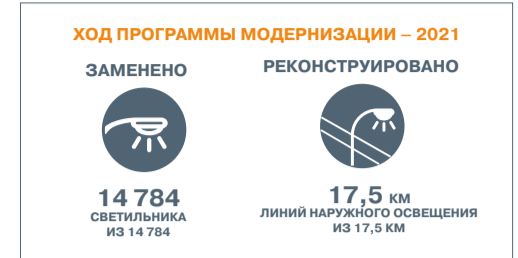 ХОД ПРОГРАММЫ МОДЕРНИЗАЦИИ – 2021
ЗАМЕНЕНО
14 784
СВЕТИЛЬНИКА
ИЗ 14 784
РЕКОНСТРУИРОВАНО
17,5 КМ
ЛИНИЙ НАРУЖНОГО ОСВЕЩЕНИЯ
ИЗ 17,5 КМ